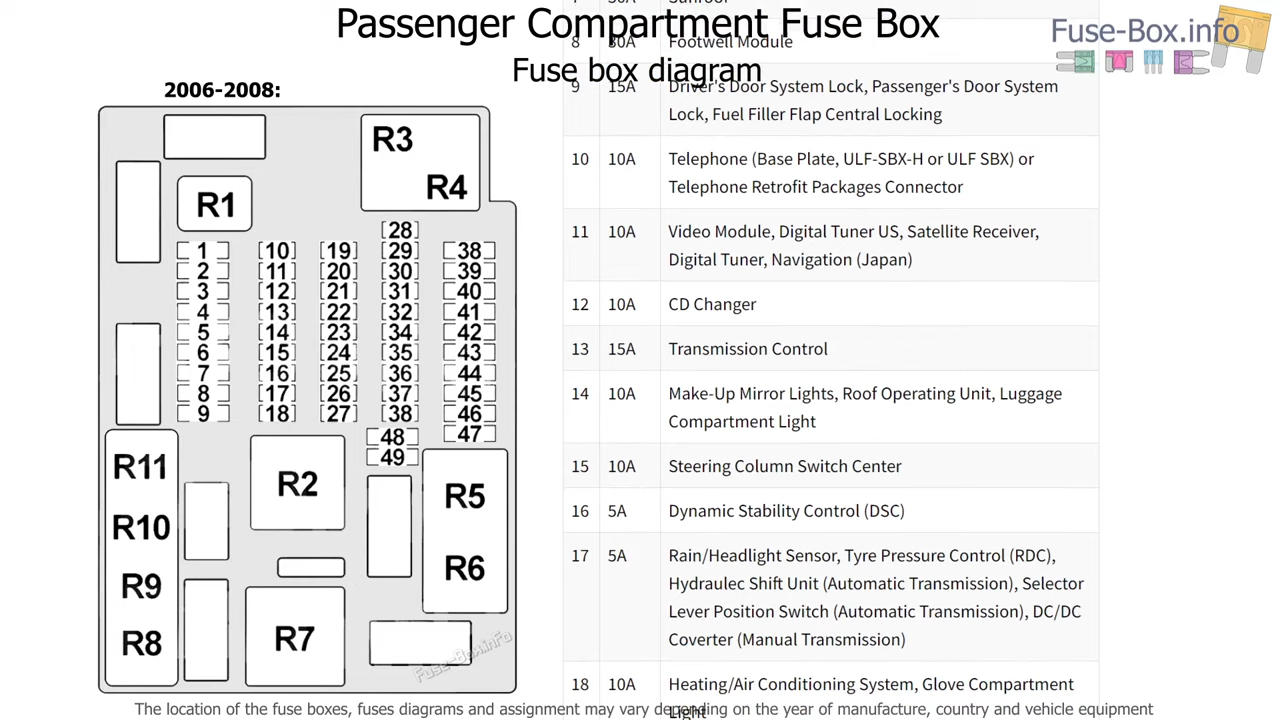 Passenger Compartment Fuse Box
Fuse box diagram
Fuse-Box.info
2006-2008:
R3
R4
R1
28
1 10 19 29 38
2 11 20 30 39
3 12 21 31 40
4 13 22 32 41
5 14 23 34 42
6 15 24 35 43
7 16 25 36 44
8 17 26 37 45
9 18 27 38 46
48 47
49
R11
R10
R9
R8
R2
R5
R6
R7
Fuse-Box.info
8 30A Footwell Module
9 15A Driver's Door System Lock, Passenger's Door System
Lock, Fuel Filler Flap Central Locking
10 10A Telephone (Base Plate, ULF-SBX-H or ULF SBX) or
Telephone Retrofit Packages Connector
11 10A Video Module, Digital Tuner US, Satellite Receiver,
Digital Tuner, Navigation (Japan)
12 10A CD Changer
13 15A Transmission Control
14 10A Make-Up Mirror Lights, Roof Operating Unit, Luggage
Compartment Light
15 10A Steering Column Switch Center
16 5A Dynamic Stability Control (DSC)
17 5A Rain/Headlight Sensor, Tyre Pressure Control (RDC),
Hydraulec Shift Unit (Automatic Transmission), Selector
Lever Position Switch (Automatic Transmission), DC/DC
Coverter (Manual Transmission)
18 10A Heating/Air Conditioning System, Glove Compartment
Light
The location of the fuse boxes, fuses diagrams and assignment may vary depending on the year of manufacture, country and vehicle equipment